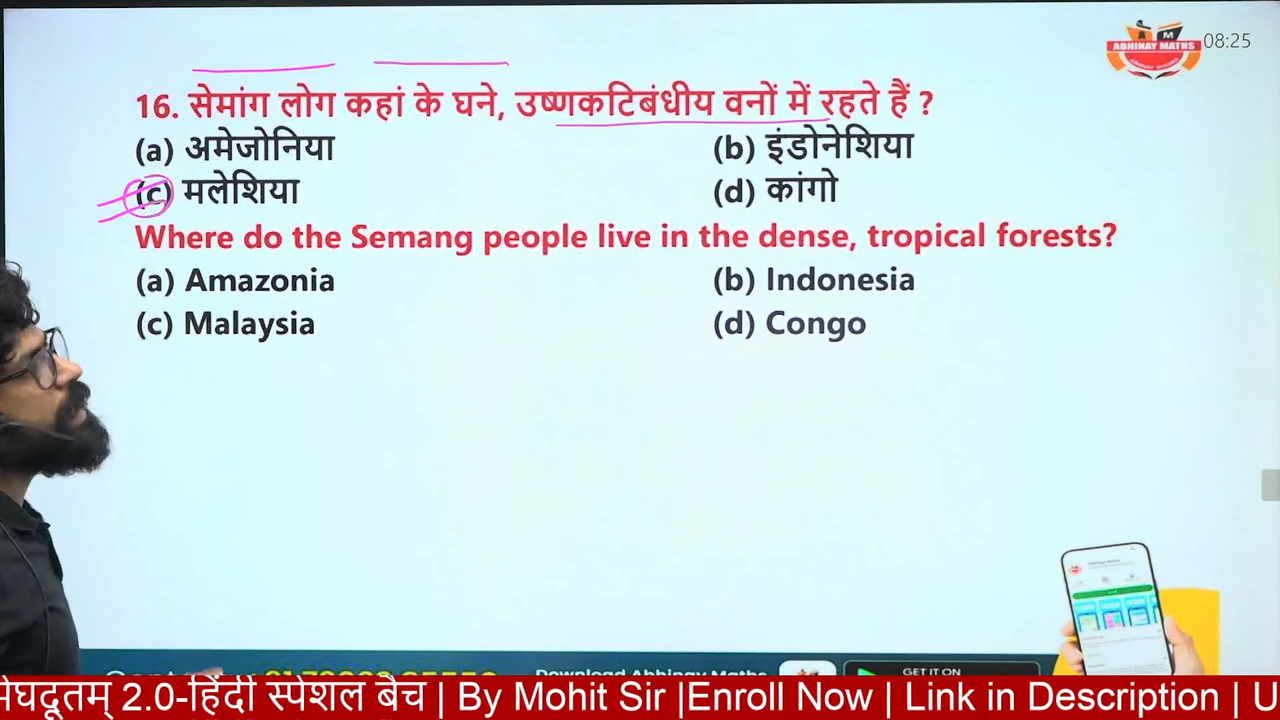 ABHINAY MATHS
08:25
16. सेमांग लोग कहां के घने, उष्णकटिबंधीय वनों में रहते हैं ?
(a) अमेजोनिया (b) इंडोनेशिया
(c) मलेशिया (d) कांगो
Where do the Semang people live in the dense, tropical forests?
(a) Amazonia (b) Indonesia
(c) Malaysia (d) Congo
Download Abhinay Maths
GET IT ON
मेघदूतम् 2.0-हिंदी स्पेशल बैच | By Mohit Sir |Enroll Now | Link in Description | U